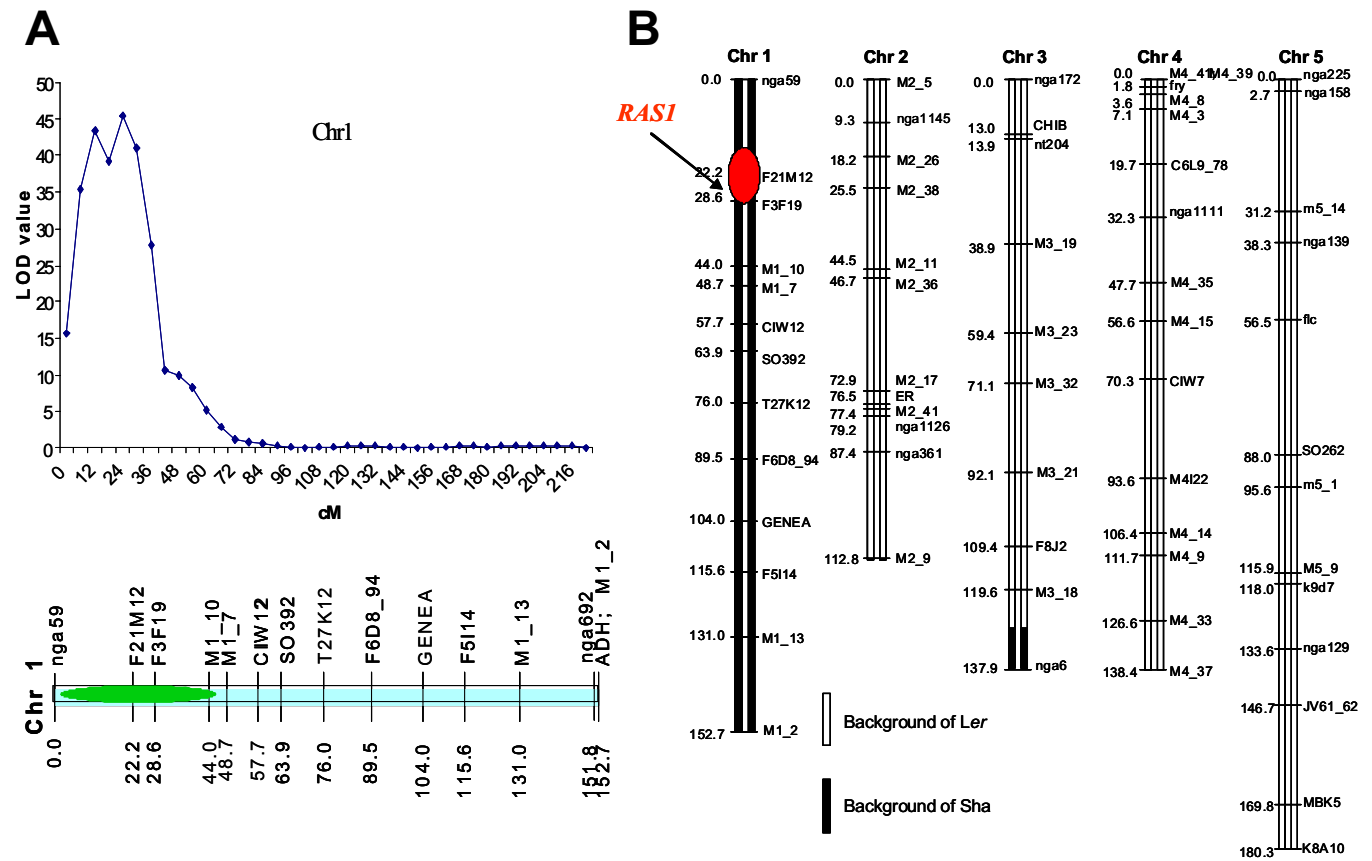 A
50
45
40
35
30
25
20
15
10
5
0
LOD value
Chr1
0
12
24
36
48
60
72
84
96
108
120
132
144
156
168
180
192
204
216
cM
nga59
F21M12
F3F19
M1_10
M1_7
CIW12
SO392
T27K12
F6D8_94
GENEA
F5I14
M1_13
nga692
ADH; M1_2
Chr 1
0.0
22.2
28.6
44.0
48.7
57.7
63.9
76.0
89.5
104.0
115.6
131.0
151.8
152.7
B
RAS1
Chr 1
0.0 nga59
22.2 F21M12
28.6 F3F19
44.0 M1_10
48.7 M1_7
57.7 CIW12
63.9 SO392
76.0 T27K12
89.5 F6D8_94
104.0 GENEA
115.6 F5I14
131.0 M1_13
152.7 M1_2
Chr 2
0.0 M2_5
9.3 nga1145
18.2 M2_26
25.5 M2_38
44.5 M2_11
46.7 M2_36
72.9 M2_17
76.5 ER
77.4 M2_41
79.2 nga1126
87.4 nga361
112.8 M2_9
Chr 3
0.0 nga172
13.0 CHIB
13.9 nt204
38.9 M3_19
59.4 M3_23
71.1 M3_32
92.1 M3_21
109.4 F8J2
119.6 M3_18
137.9 nga6
Chr 4
0.0 M4_41 M4_39
1.8 fry
3.6 M4_8
7.1 M4_3
19.7 C6L9_78
32.3 nga1111
47.7 M4_35
56.6 M4_15
70.3 CIW7
93.6 M4I22
106.4 M4_14
111.7 M4_9
126.6 M4_33
138.4 M4_37
Chr 5
0.0 nga225
2.7 nga158
31.2 m5_14
38.3 nga139
56.5 flc
88.0 SO262
95.6 m5_1
115.9 M5_9
118.0 k9d7
133.6 nga129
146.7 JV61_62
169.8 MBK5
180.3 K8A10
Background of Ler
Background of Sha